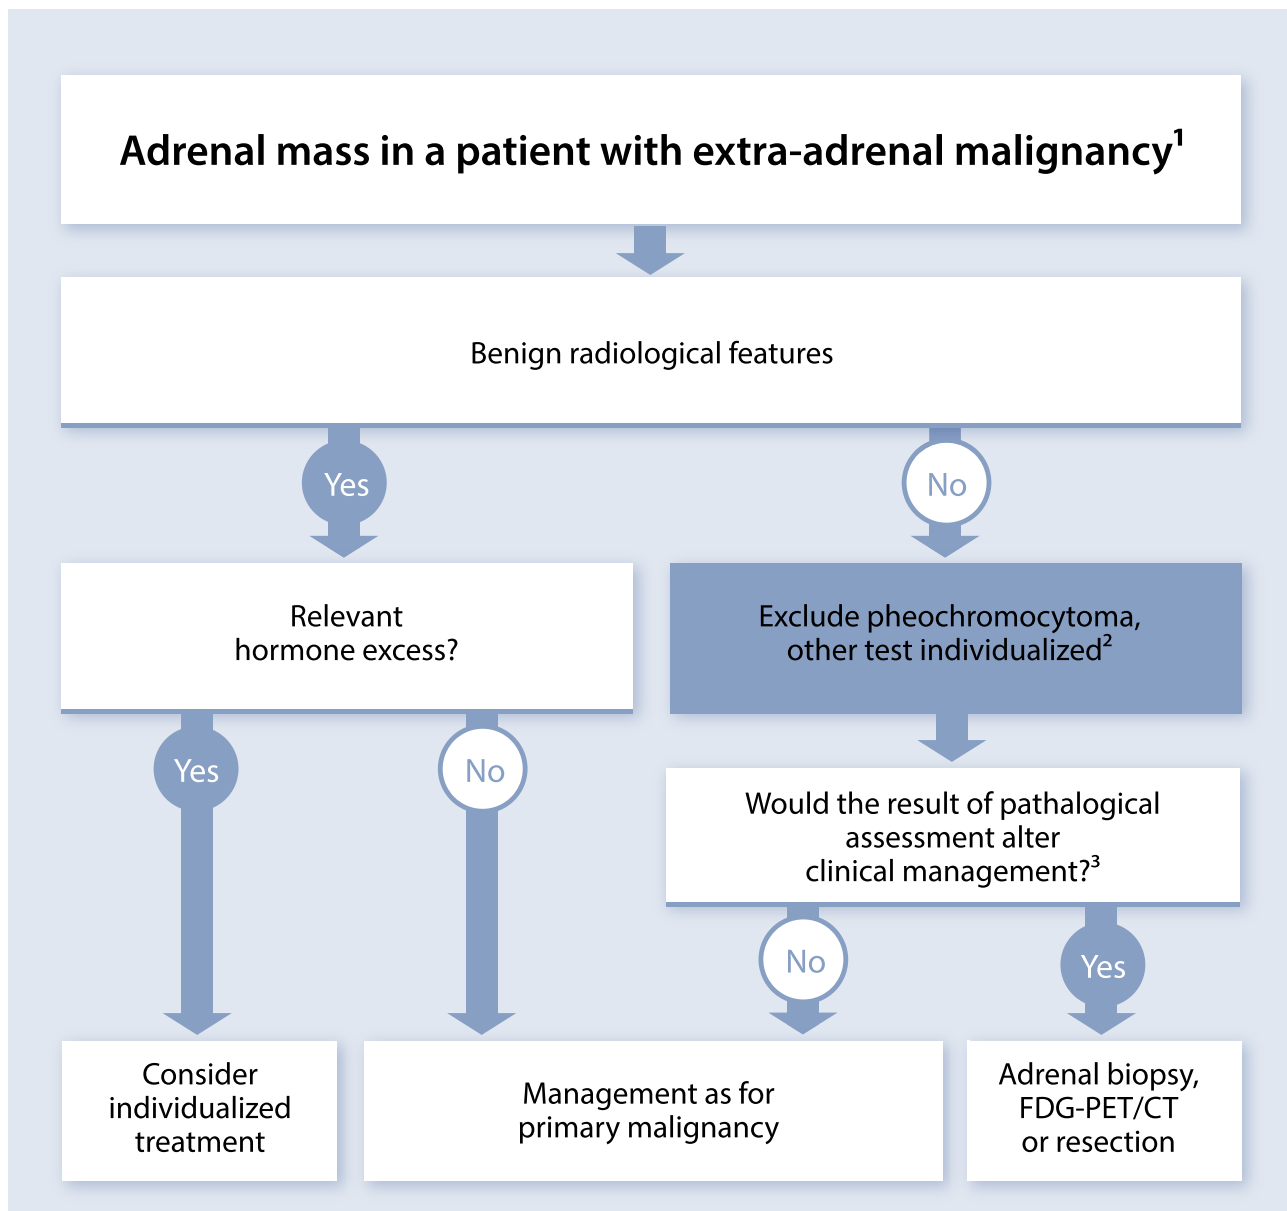 Adrenal mass in a patient with extra-adrenal malignancy¹
Benign radiological features
Yes
No
Relevant
hormone excess?
Exclude pheochromocytoma,
other test individualized²
Yes
No
Would the result of pathalogical
assessment alter
clinical management?³
No
Yes
Consider
individualized
treatment
Management as for
primary malignancy
Adrenal biopsy,
FDG-PET/CT
or resection